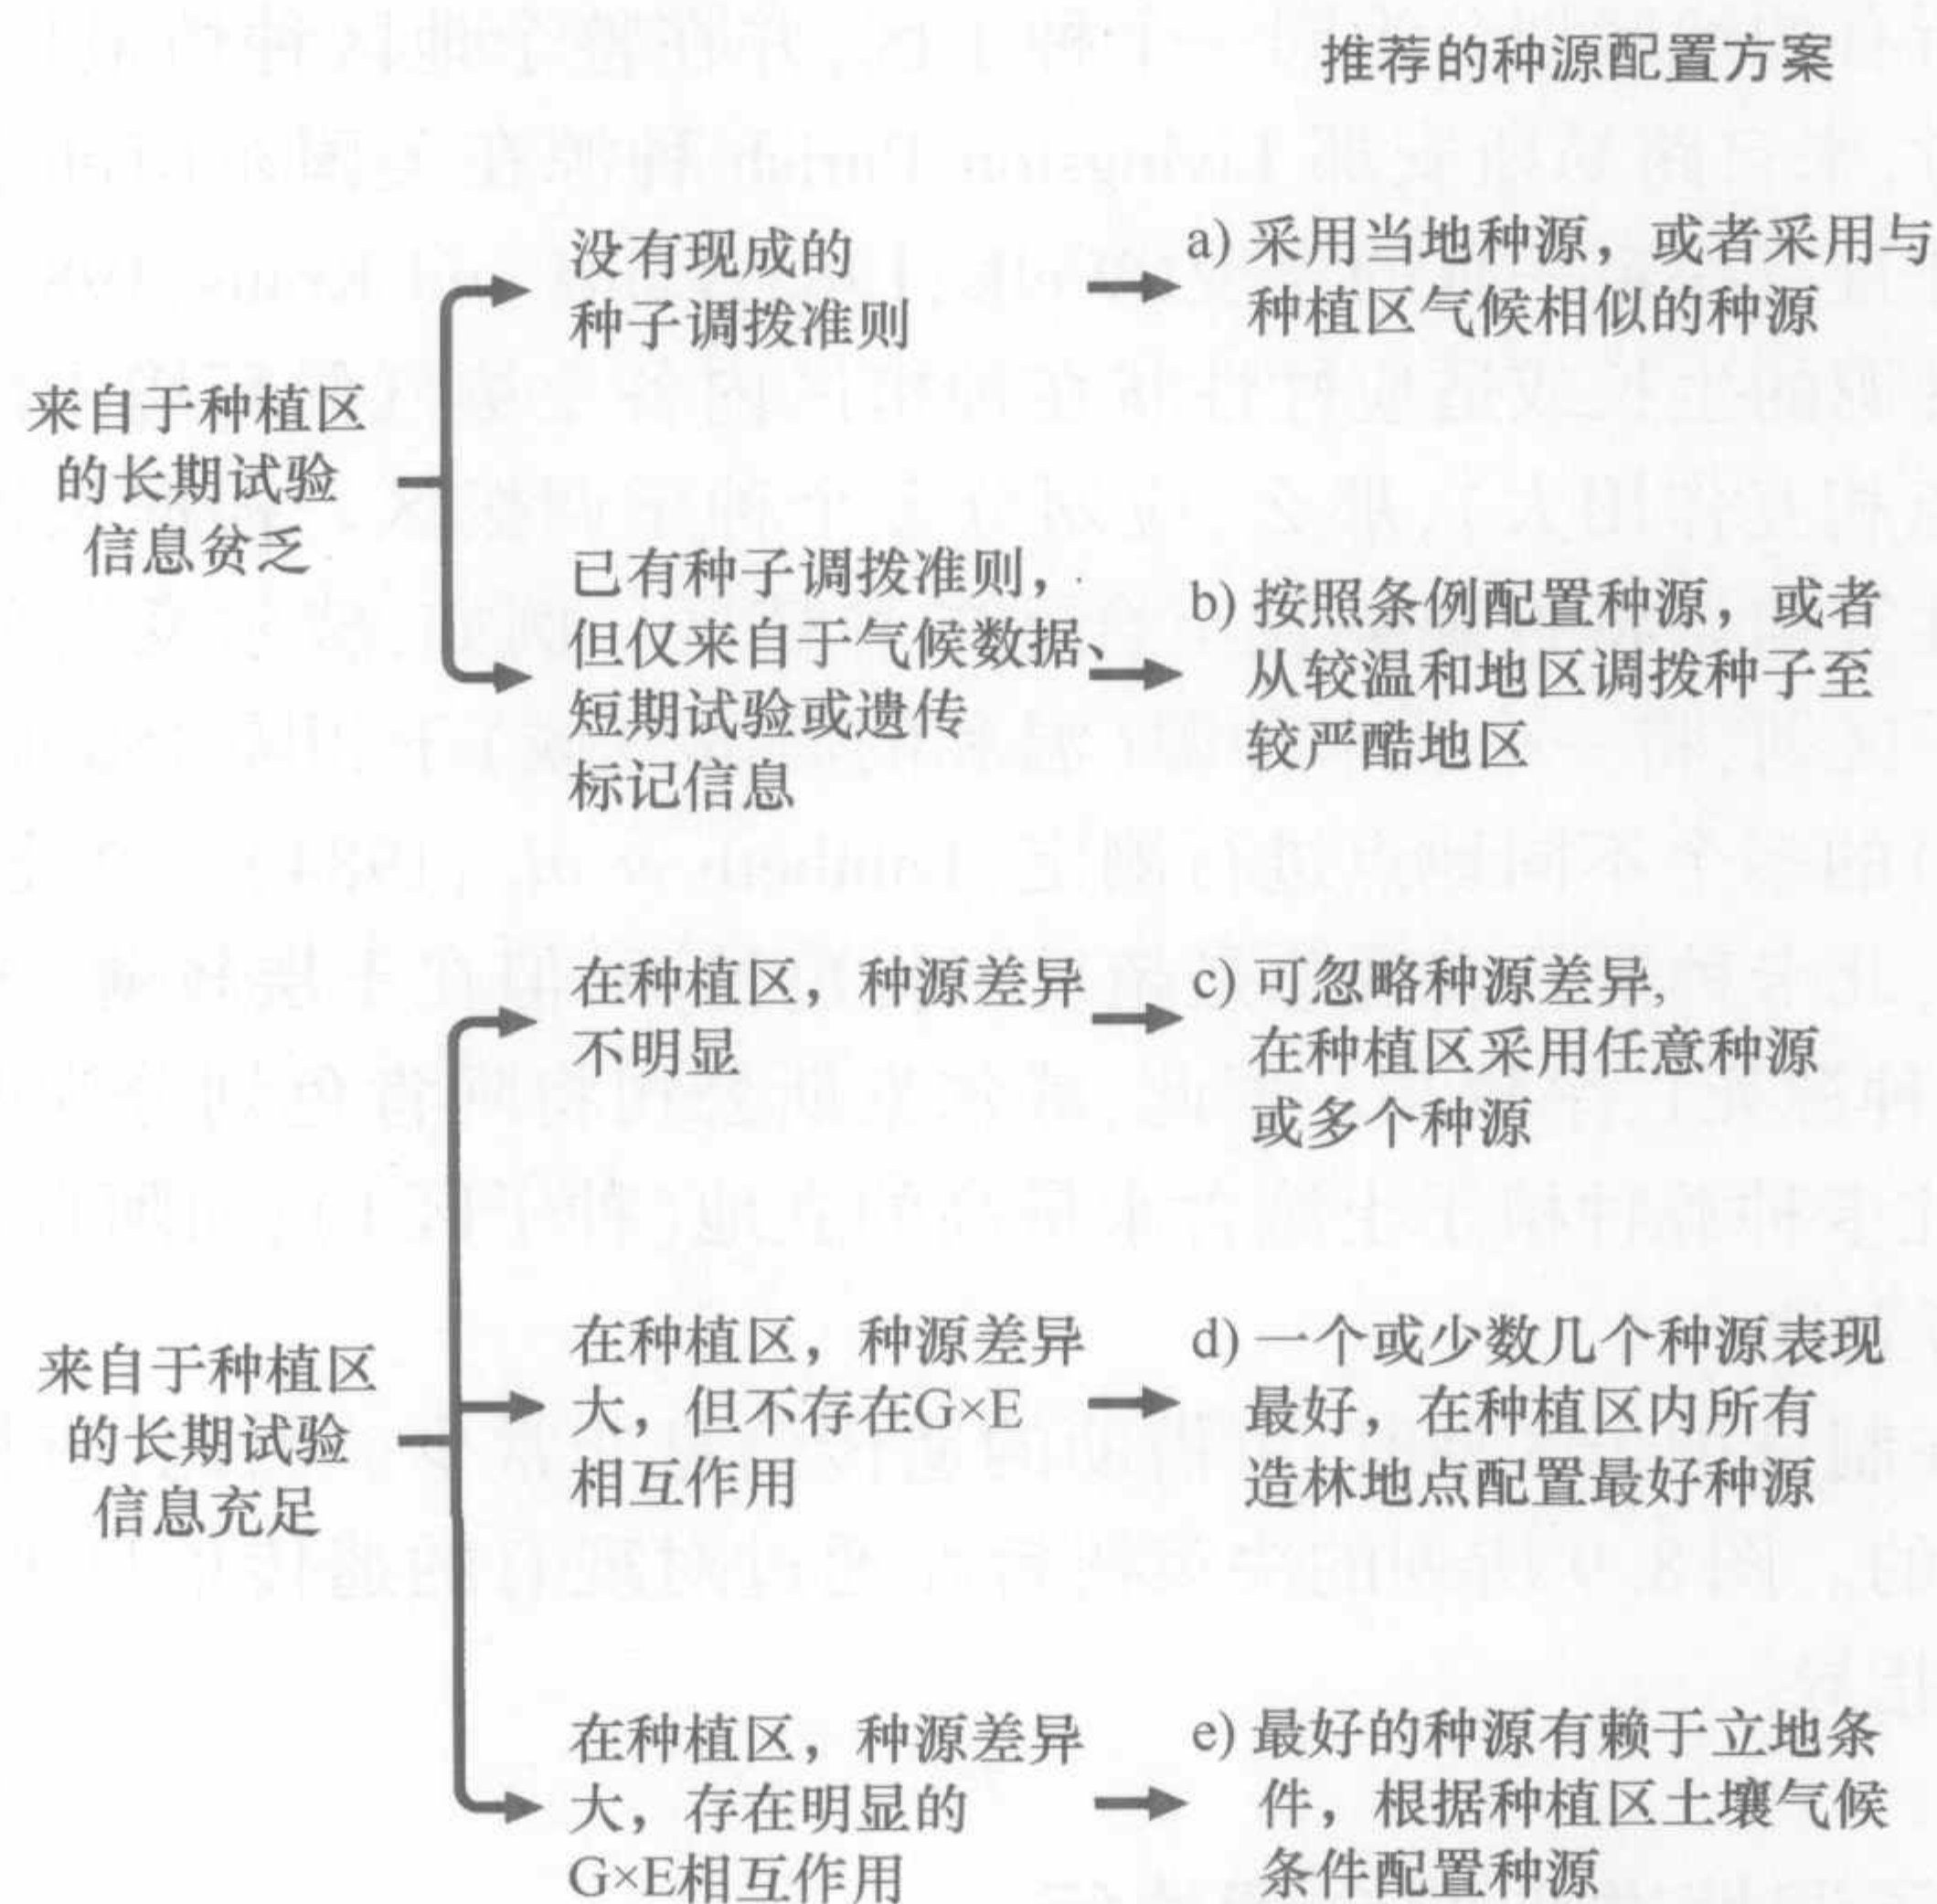 推荐的种源配置方案
来自于种植区
的长期试验
信息贫乏
没有现成的
种子调拨准则
a) 采用当地种源，或者采用与
种植区气候相似的种源
已有种子调拨准则，
但仅来自于气候数据、
短期试验或遗传
标记信息
b) 按照条例配置种源，或者
从较温和地区调拨种子至
较严酷地区
来自于种植区
的长期试验
信息充足
在种植区，种源差异
不明显
c) 可忽略种源差异,
在种植区采用任意种源
或多个种源
在种植区，种源差异
大，但不存在G×E
相互作用
d) 一个或少数几个种源表现
最好，在种植区内所有
造林地点配置最好种源
在种植区，种源差异
大，存在明显的
G×E相互作用
e) 最好的种源有赖于立地条
件，根据种植区土壤气候
条件配置种源